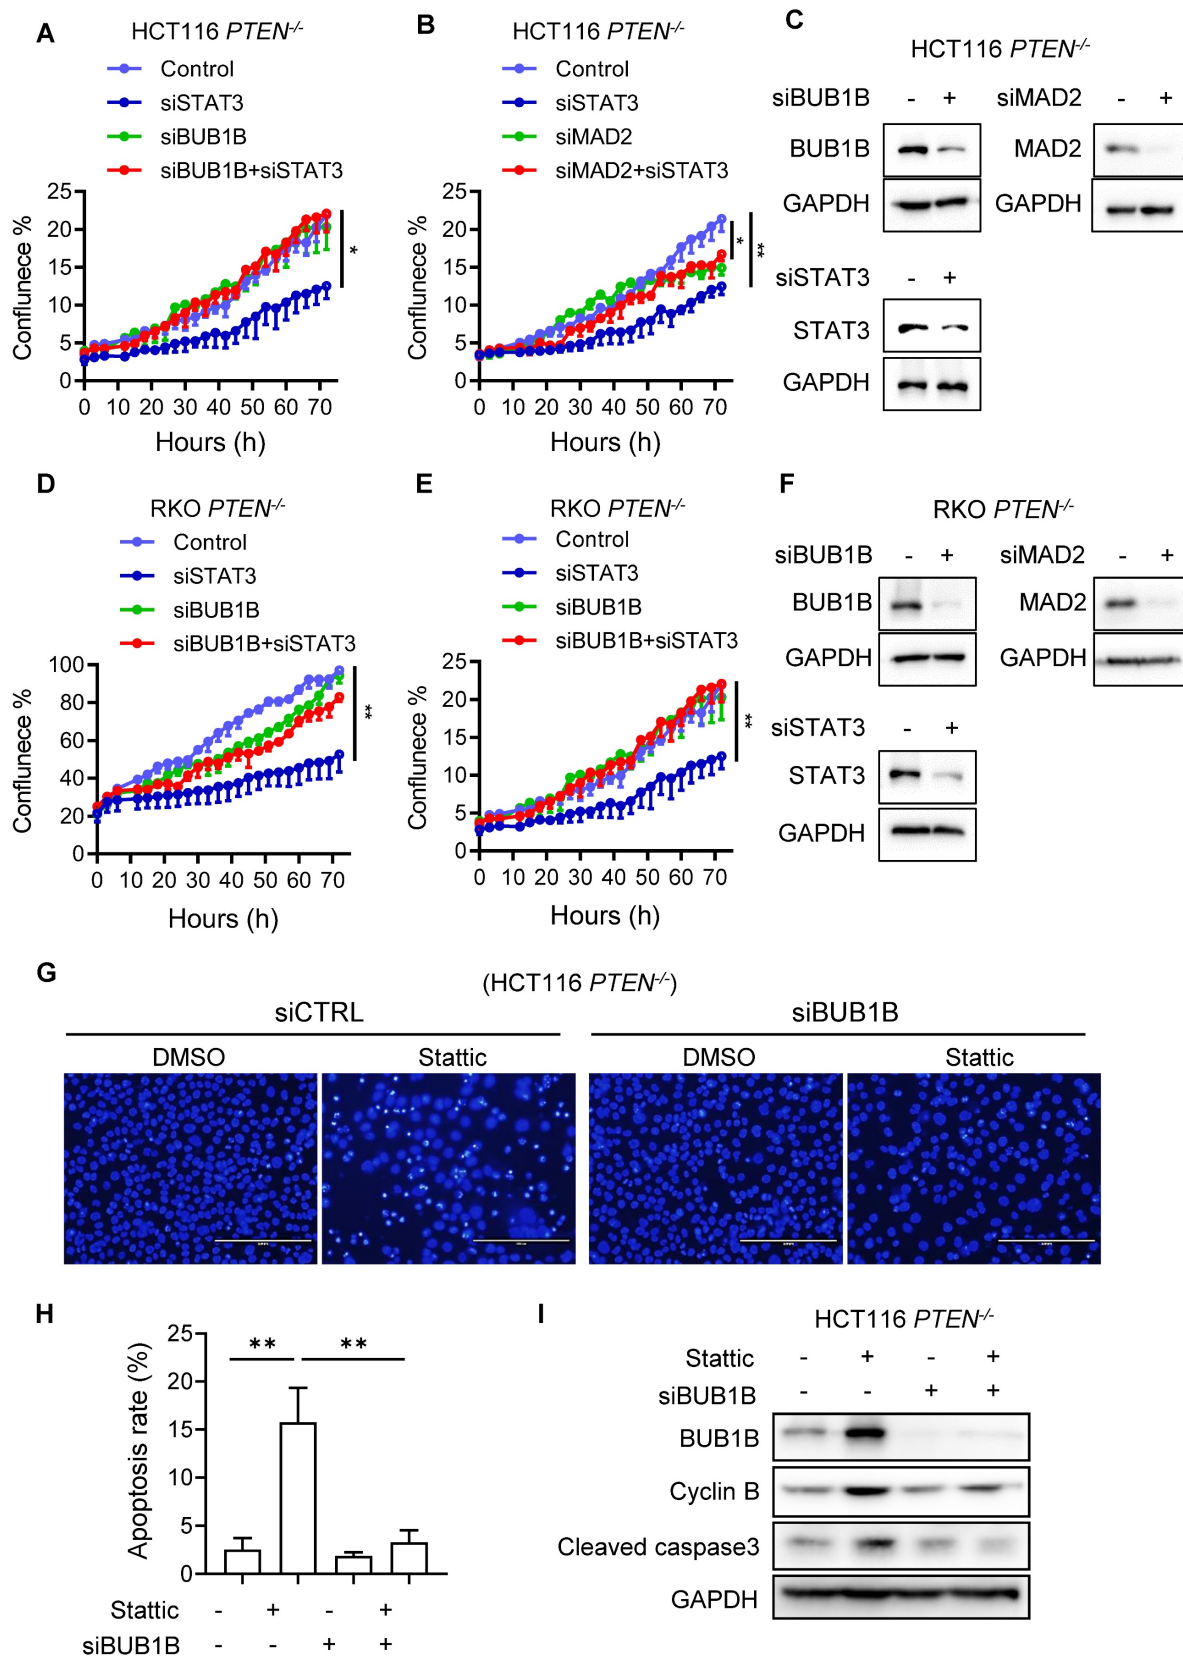 A
HCT116 PTEN-/-
Control
siSTAT3
siBUB1B
siBUB1B+siSTAT3
Conflunece %
25
20
15
10
5
0
*
0 10 20 30 40 50 60 70
Hours (h)
B
HCT116 PTEN-/-
Control
siSTAT3
siMAD2
siMAD2+siSTAT3
Conflunece %
25
20
15
10
5
0
* **
0 10 20 30 40 50 60 70
Hours (h)
C
HCT116 PTEN-/-
siBUB1B - + siMAD2 - +
BUB1B MAD2
GAPDH GAPDH
siSTAT3 - +
STAT3
GAPDH
D
RKO PTEN-/-
Control
siSTAT3
siBUB1B
siBUB1B+siSTAT3
Conflunece %
100
80
60
40
20
0
**
0 10 20 30 40 50 60 70
Hours (h)
E
RKO PTEN-/-
Control
siSTAT3
siBUB1B
siBUB1B+siSTAT3
Conflunece %
25
20
15
10
5
0
**
0 10 20 30 40 50 60 70
Hours (h)
F
RKO PTEN-/-
siBUB1B - + siMAD2 - +
BUB1B MAD2
GAPDH GAPDH
siSTAT3 - +
STAT3
GAPDH
G
(HCT116 PTEN-/-)
siCTRL siBUB1B
DMSO Stattic DMSO Stattic
H
Apoptosis rate (%)
25
20
15
10
5
0
** **
Stattic - + - +
siBUB1B - - + +
I
HCT116 PTEN-/-
Stattic - + - +
siBUB1B - - + +
BUB1B
Cyclin B
Cleaved caspase3
GAPDH